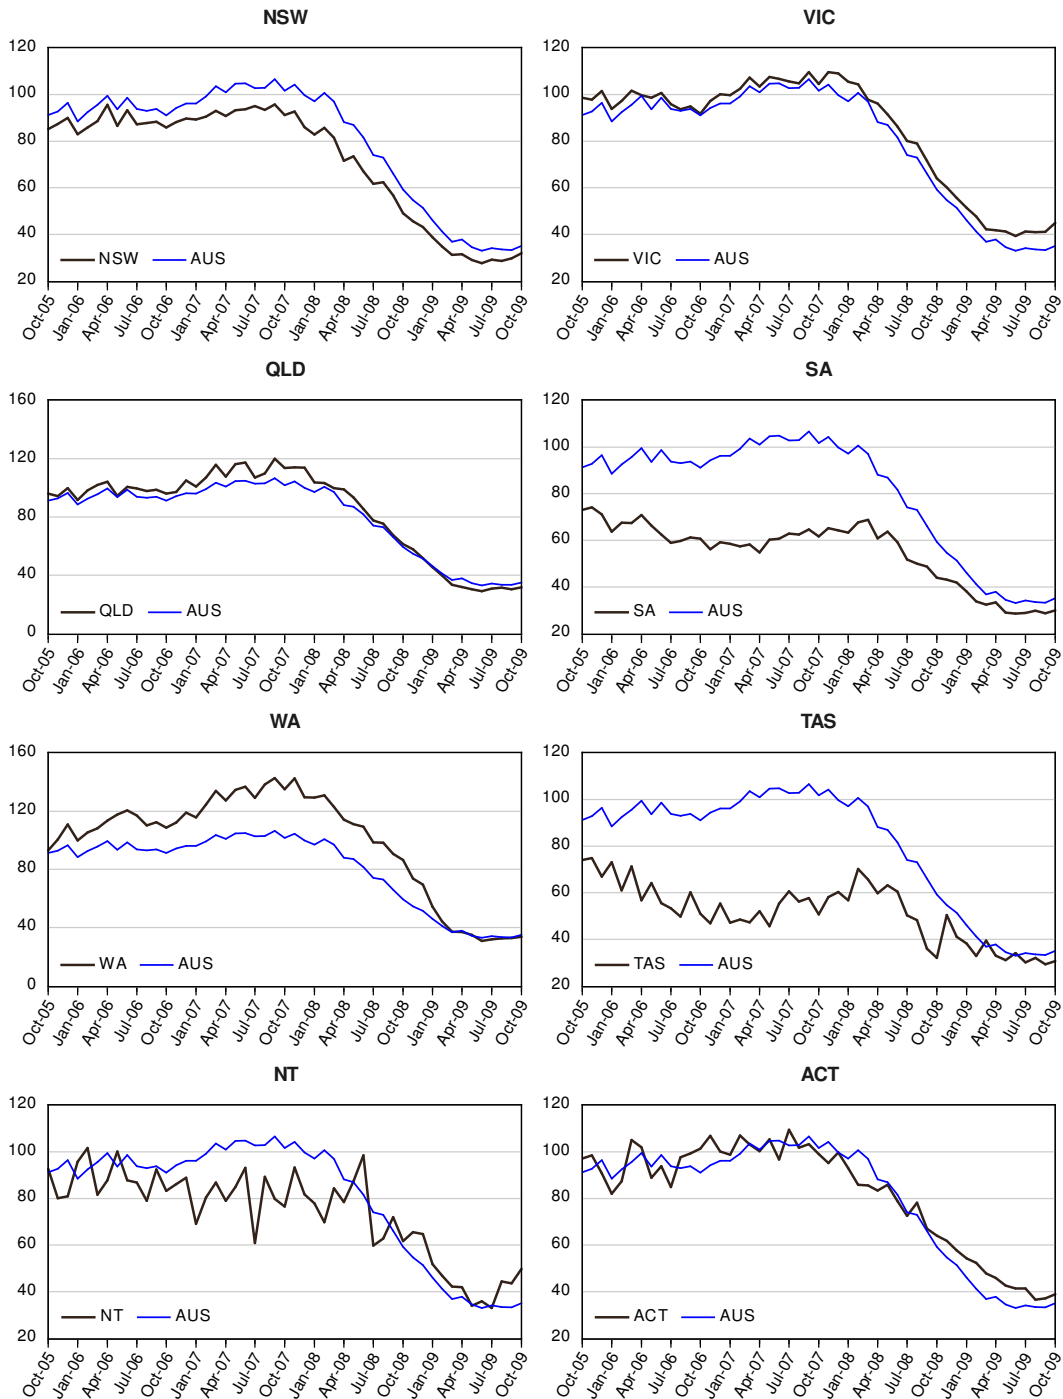 NSW
120
100
80
60
40
20
NSW AUS
Oct-05 Jan-06 Apr-06 Jul-06 Oct-06 Jan-07 Apr-07 Jul-07 Oct-07 Jan-08 Apr-08 Jul-08 Oct-08 Jan-09 Apr-09 Jul-09 Oct-09
VIC
120
100
80
60
40
20
VIC AUS
Oct-05 Jan-06 Apr-06 Jul-06 Oct-06 Jan-07 Apr-07 Jul-07 Oct-07 Jan-08 Apr-08 Jul-08 Oct-08 Jan-09 Apr-09 Jul-09 Oct-09
QLD
160
120
80
40
0
QLD AUS
Oct-05 Jan-06 Apr-06 Jul-06 Oct-06 Jan-07 Apr-07 Jul-07 Oct-07 Jan-08 Apr-08 Jul-08 Oct-08 Jan-09 Apr-09 Jul-09 Oct-09
SA
120
100
80
60
40
20
SA AUS
Oct-05 Jan-06 Apr-06 Jul-06 Oct-06 Jan-07 Apr-07 Jul-07 Oct-07 Jan-08 Apr-08 Jul-08 Oct-08 Jan-09 Apr-09 Jul-09 Oct-09
WA
160
120
80
40
0
WA AUS
Oct-05 Jan-06 Apr-06 Jul-06 Oct-06 Jan-07 Apr-07 Jul-07 Oct-07 Jan-08 Apr-08 Jul-08 Oct-08 Jan-09 Apr-09 Jul-09 Oct-09
TAS
120
100
80
60
40
20
TAS AUS
Oct-05 Jan-06 Apr-06 Jul-06 Oct-06 Jan-07 Apr-07 Jul-07 Oct-07 Jan-08 Apr-08 Jul-08 Oct-08 Jan-09 Apr-09 Jul-09 Oct-09
NT
120
100
80
60
40
20
NT AUS
Oct-05 Jan-06 Apr-06 Jul-06 Oct-06 Jan-07 Apr-07 Jul-07 Oct-07 Jan-08 Apr-08 Jul-08 Oct-08 Jan-09 Apr-09 Jul-09 Oct-09
ACT
120
100
80
60
40
20
ACT AUS
Oct-05 Jan-06 Apr-06 Jul-06 Oct-06 Jan-07 Apr-07 Jul-07 Oct-07 Jan-08 Apr-08 Jul-08 Oct-08 Jan-09 Apr-09 Jul-09 Oct-09